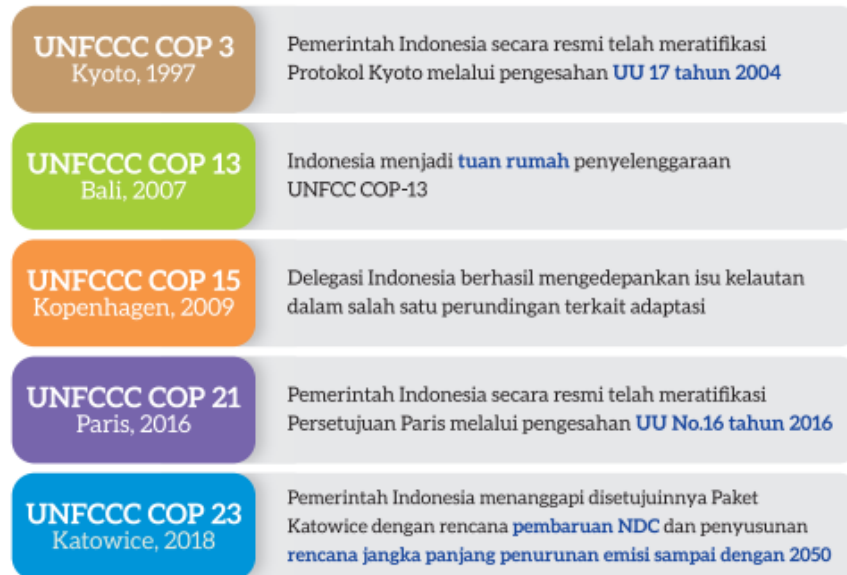 UNFCCC COP 3
Kyoto, 1997
Pemerintah Indonesia secara resmi telah meratifikasi
Protokol Kyoto melalui pengesahan UU 17 tahun 2004
UNFCCC COP 13
Bali, 2007
Indonesia menjadi tuan rumah penyelenggaraan
UNFCC COP-13
UNFCCC COP 15
Kopenhagen, 2009
Delegasi Indonesia berhasil mengedepankan isu kelautan
dalam salah satu perundingan terkait adaptasi
UNFCCC COP 21
Paris, 2016
Pemerintah Indonesia secara resmi telah meratifikasi
Persetujuan Paris melalui pengesahan UU No.16 tahun 2016
UNFCCC COP 23
Katowice, 2018
Pemerintah Indonesia menanggapi disetujuinnya Paket
Katowice dengan rencana pembaruan NDC dan penyusunan
rencana jangka panjang penurunan emisi sampai dengan 2050